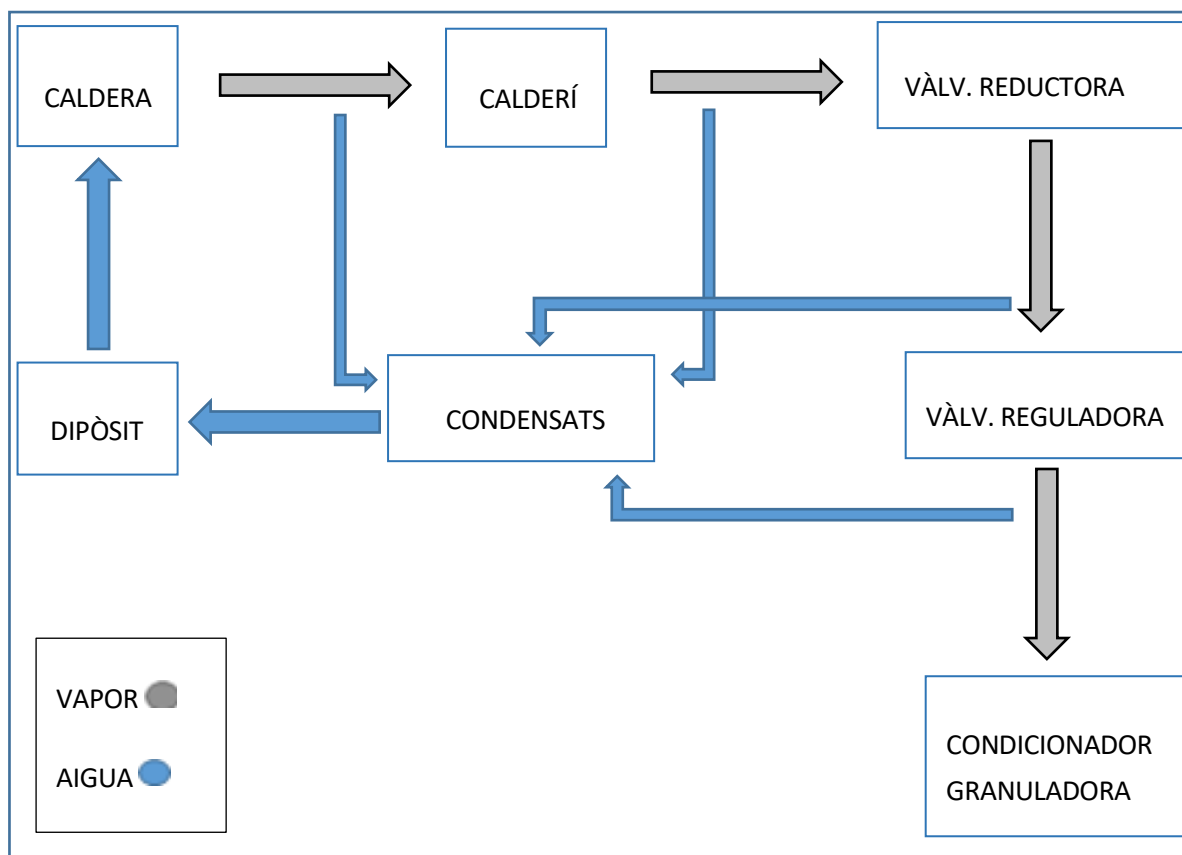 CALDERA
CALDERÍ
VÀLV. REDUCTORA
DIPÒSIT
CONDENSATS
VÀLV. REGULADORA
VAPOR
AIGUA
CONDICIONADOR
GRANULADORA